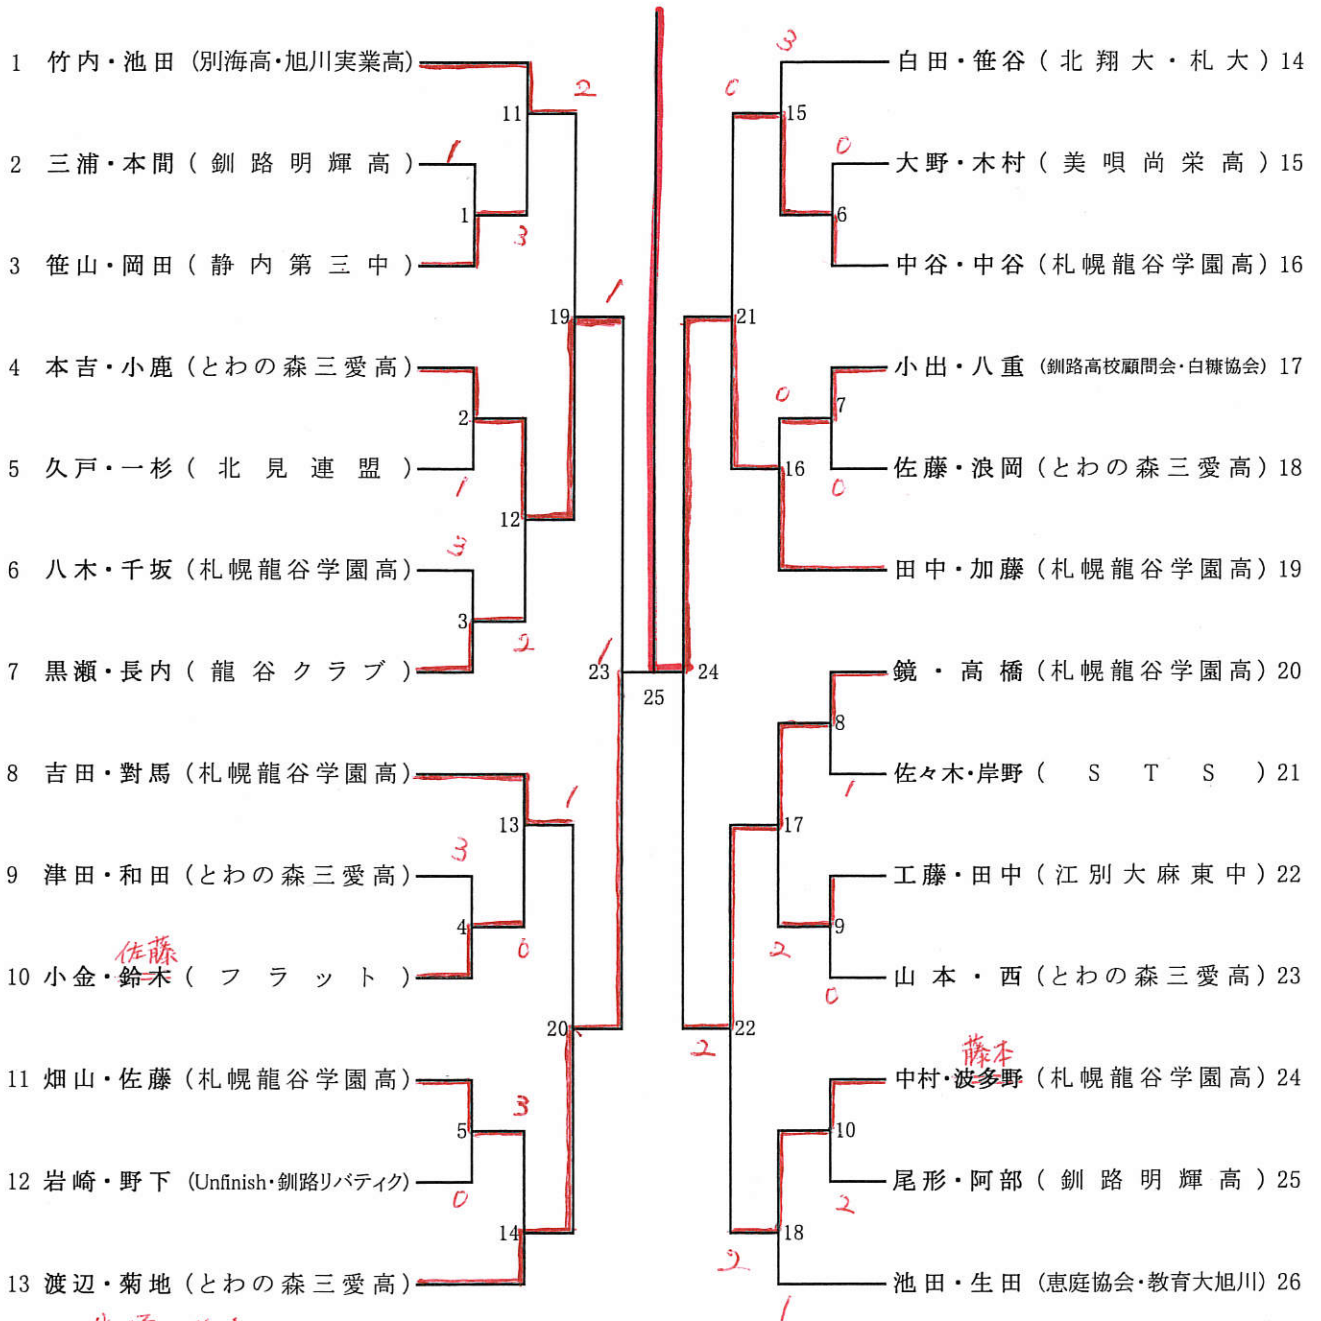 1 竹内・池田 (別海高・旭川実業高)
2 三浦・本間 (釧路明輝高)
3 笹山・岡田 (静内第三中)
4 本吉・小鹿 (とわの森三愛高)
5 久戸・一杉 (北見連盟)
6 八木・千坂 (札幌龍谷学園高)
7 黒瀬・長内 (龍谷クラブ)
8 吉田・對馬 (札幌龍谷学園高)
9 津田・和田 (とわの森三愛高)
佐藤
10 小金・鈴木 (フラット)
11 畑山・佐藤 (札幌龍谷学園高)
12 岩崎・野下 (Unfinish・釧路リバティク)
13 渡辺・菊地 (とわの森三愛高)
2
11
1
1
3
1
19
2
1
12
3
3
2
1
23
25
1
13
3
4
0
20
3
5
0
14
3
白田・笹谷 (北翔大・札大) 14
大野・木村 (美唄尚栄高) 15
中谷・中谷 (札幌龍谷学園高) 16
小出・八重 (釧路高校顧問会・白糠協会) 17
佐藤・浪岡 (とわの森三愛高) 18
田中・加藤 (札幌龍谷学園高) 19
鏡・高橋 (札幌龍谷学園高) 20
佐々木・岸野 (STS) 21
工藤・田中 (江別大麻東中) 22
山本・西 (とわの森三愛高) 23
藤本
中村・波多野 (札幌龍谷学園高) 24
尾形・阿部 (釧路明輝高) 25
池田・生田 (恵庭協会・教育大旭川) 26
0
15
0
6
21
0
7
16
0
24
8
1
17
9
2
0
22
2
10
2
18
2
1